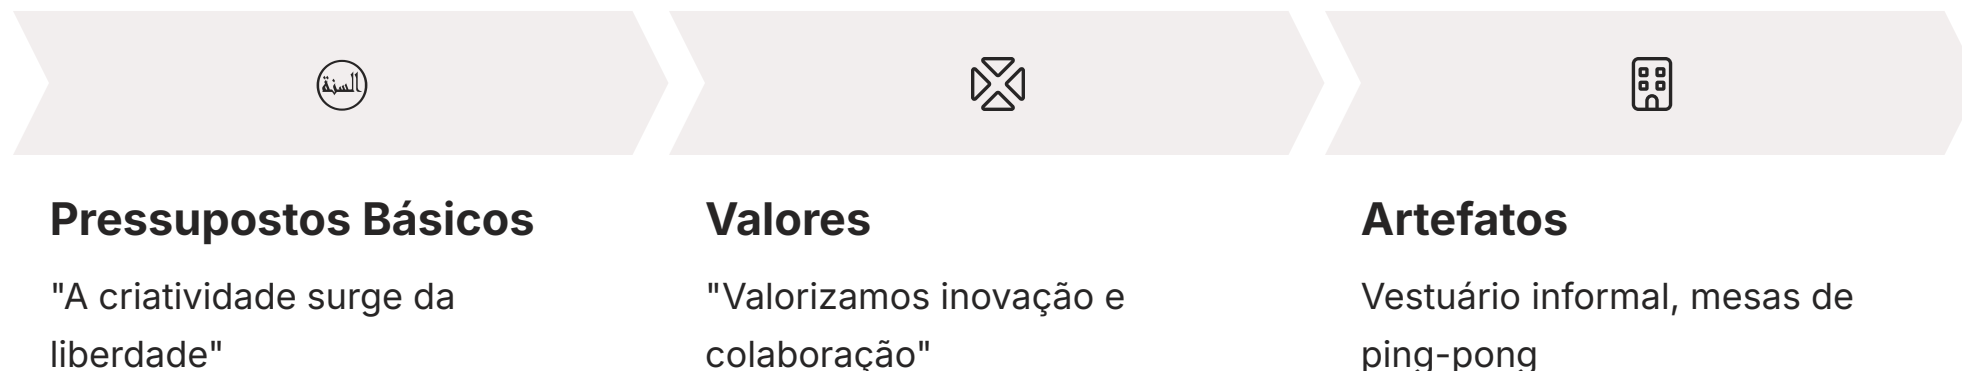 السنة
Pressupostos Básicos
"A criatividade surge da
liberdade"
Valores
"Valorizamos inovação e
colaboração"
Artefatos
Vestuário informal, mesas de
ping-pong